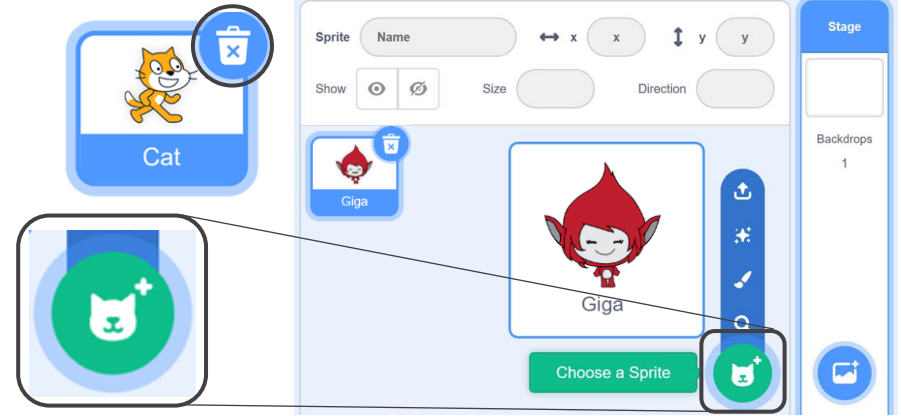 Cat
Sprite Name x x y y
Show Size Direction
Giga
Giga
Choose a Sprite
Stage
Backdrops
1